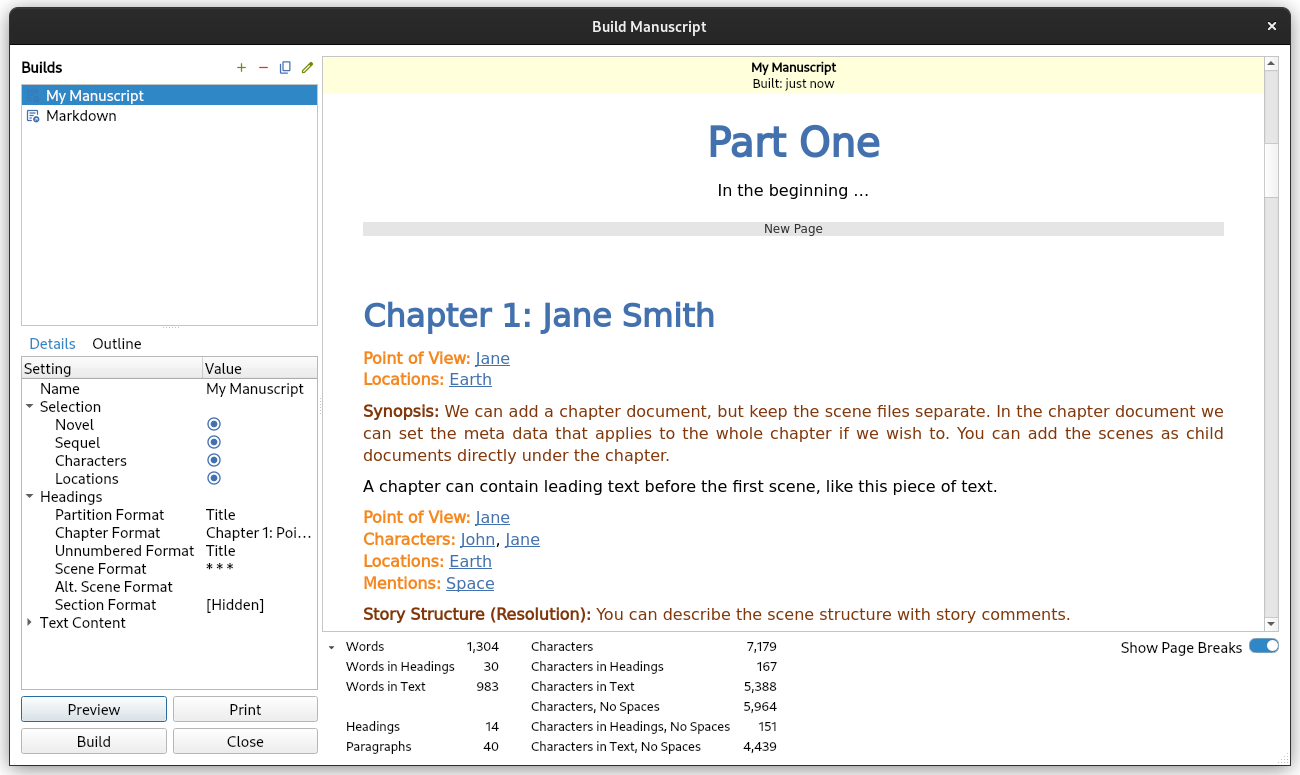 Build Manuscript
Builds
My Manuscript
Markdown
Details Outline
Setting Value
Name My Manuscript
Selection
Novel
Sequel
Characters
Locations
Headings
Partition Format Title
Chapter Format Chapter 1: Poi...
Unnumbered Format Title
Scene Format * * *
Alt. Scene Format
Section Format [Hidden]
Text Content
Preview Print
Build Close
My Manuscript
Built: just now
Part One
In the beginning …
New Page
Chapter 1: Jane Smith
Point of View: Jane
Locations: Earth
Synopsis: We can add a chapter document, but keep the scene files separate. In the chapter document we
can set the meta data that applies to the whole chapter if we wish to. You can add the scenes as child
documents directly under the chapter.
A chapter can contain leading text before the first scene, like this piece of text.
Point of View: Jane
Characters: John, Jane
Locations: Earth
Mentions: Space
Story Structure (Resolution): You can describe the scene structure with story comments.
Words 1,304 Characters 7,179
Words in Headings 30 Characters in Headings 167
Words in Text 983 Characters in Text 5,388
Characters, No Spaces 5,964
Headings 14 Characters in Headings, No Spaces 151
Paragraphs 40 Characters in Text, No Spaces 4,439
Show Page Breaks